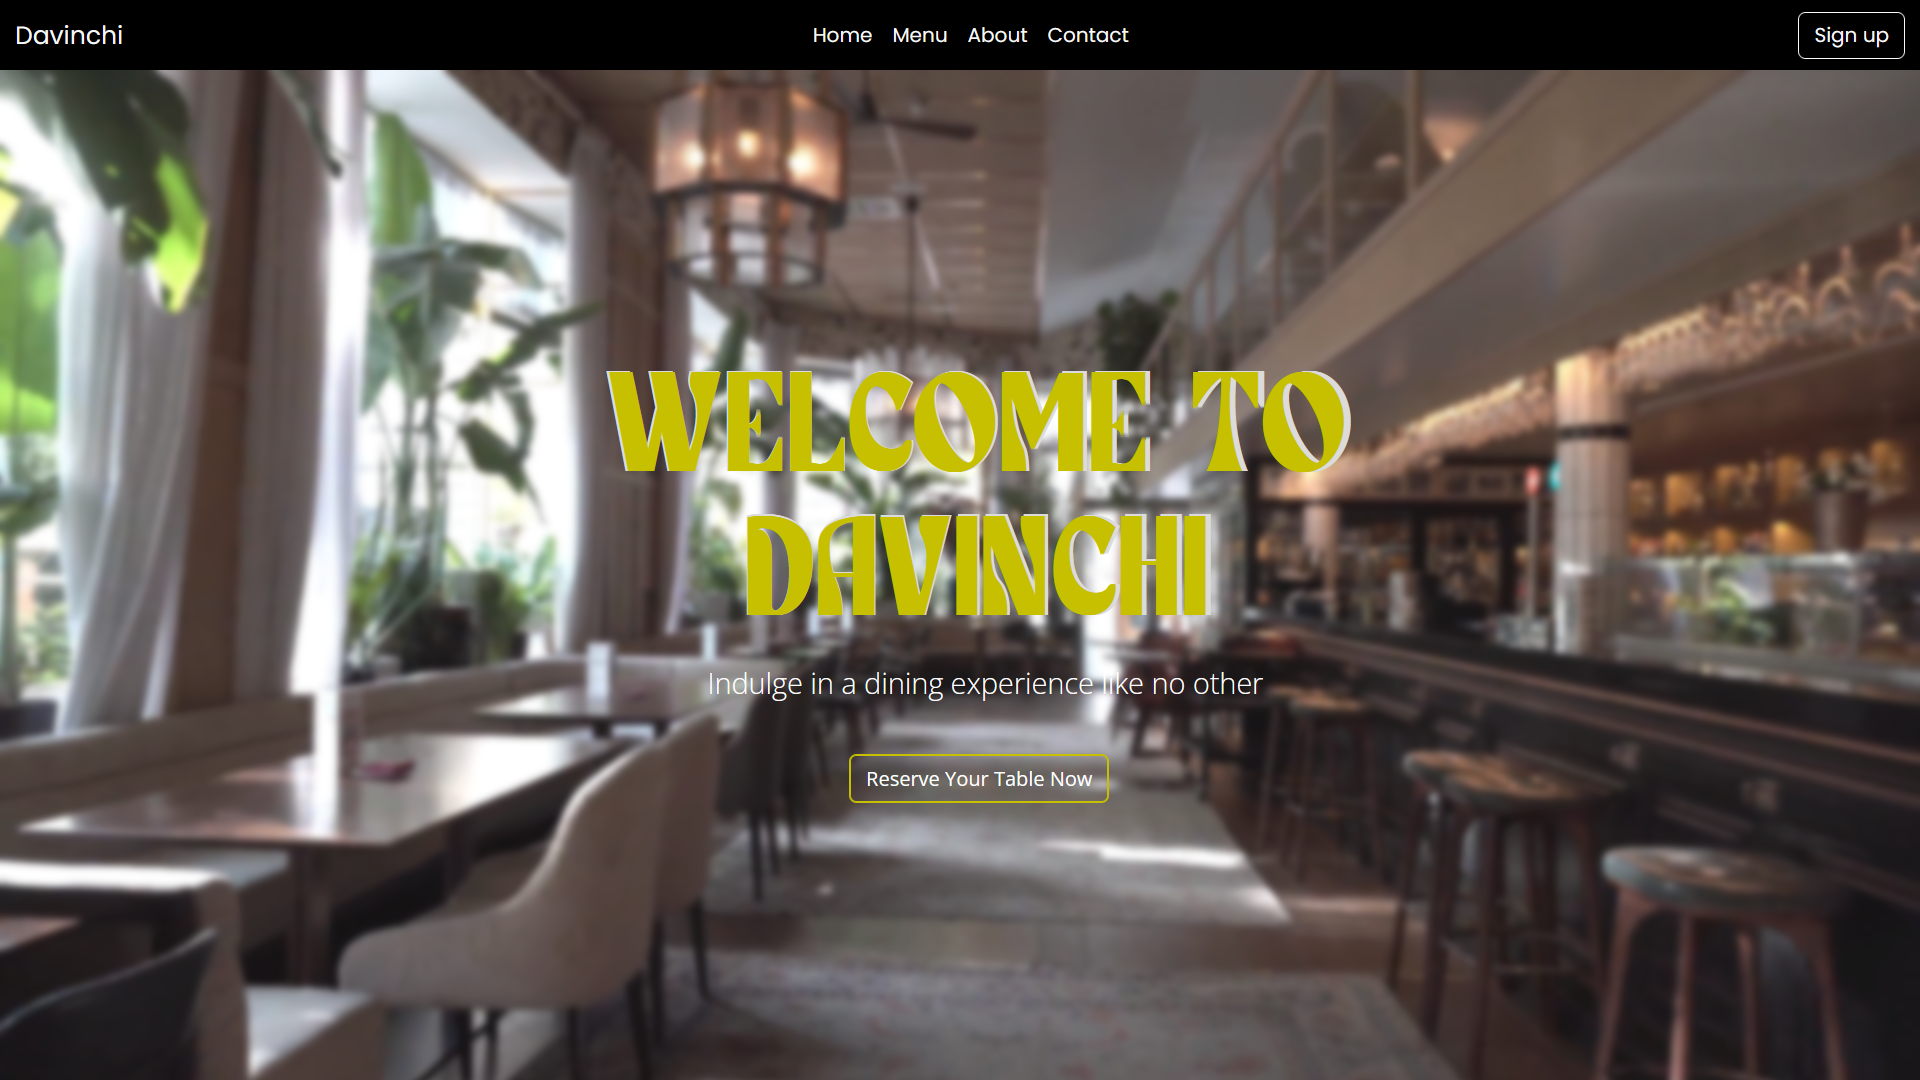 Davinchi
Home Menu About Contact
Sign up
WELCOME TO
DAVINCHI
Indulge in a dining experience like no other
Reserve Your Table Now